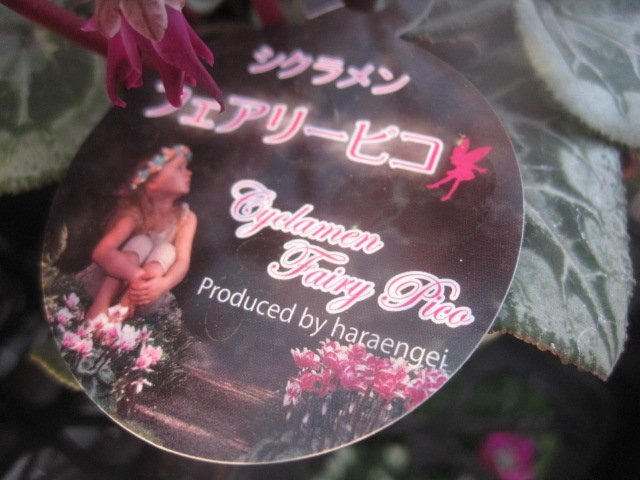 シクラメン
フェアリーピコ
Cyclamen
Fairy Pico
Produced by haraengei